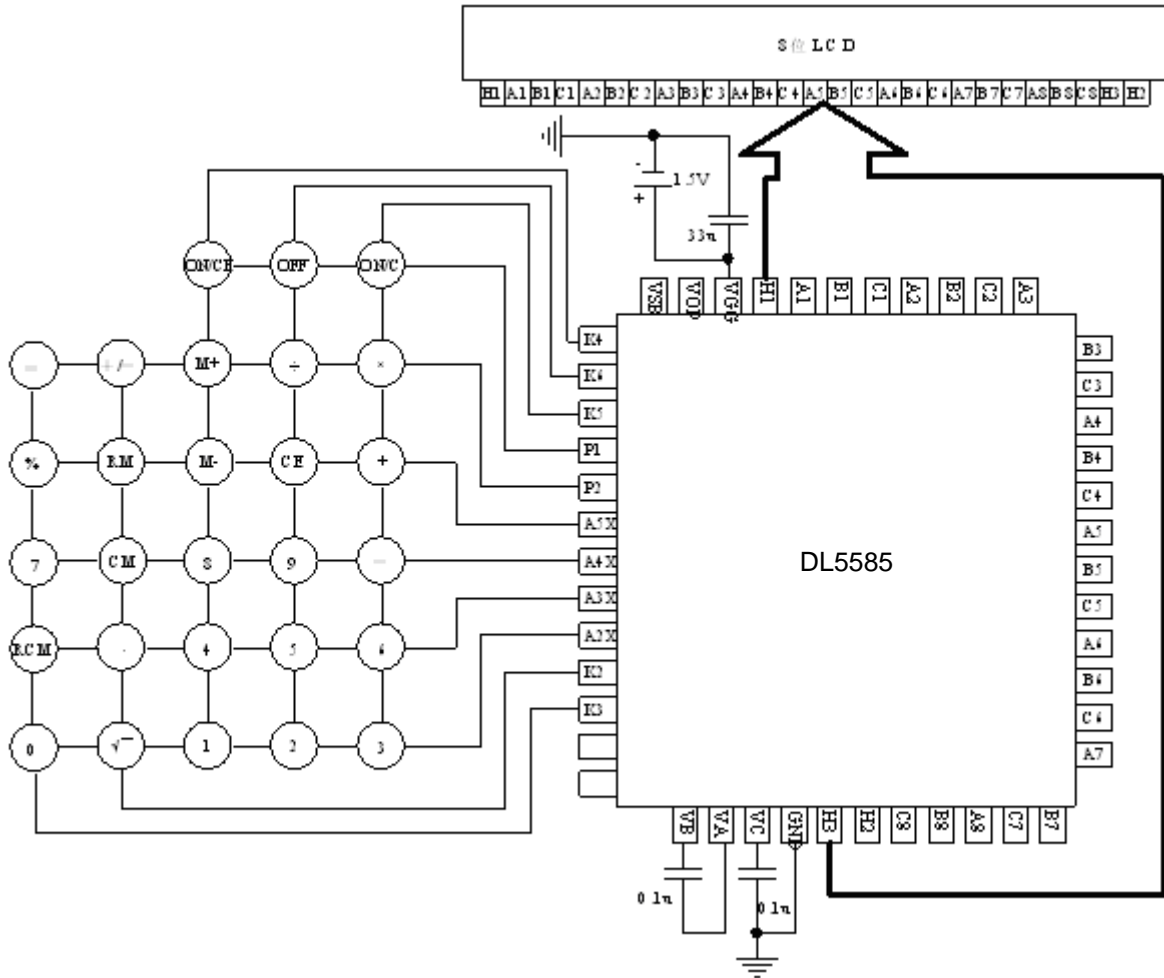 8位 LCD
H1 A1 B1 C1 A2 B2 C2 A3 B3 C3 A4 B4 C4 A5 B5 C5 A6 B6 C6 A7 B7 C7 A8 B8 C8 H3 H2
-
1.5V
+
33n
ON/CE OFF ON/C
VSB VOP VGG H1 A1 B1 C1 A2 B2 C2 A3
= +/- M+ ÷ ×
% RM M- CE +
7 CM 8 9 -
RCM . 4 5 6
0 √ 1 2 3
K4
K6
K5
P1
P2
A5X
A4X
A3X
A2X
K2
K3
DL5585
B3
C3
A4
B4
C4
A5
B5
C5
A6
B6
C6
A7
VB VA VC GND H3 H2 C8 B8 A8 C7 B7
0.1n
0.1n